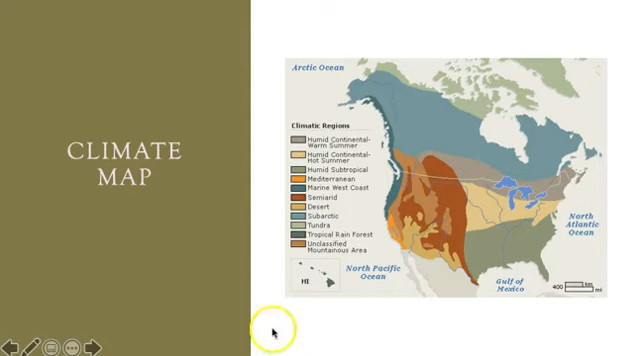 CLIMATE
MAP
Arctic Ocean
Climatic Regions
Humid Continental-
Warm Summer
Humid Continental-
Hot Summer
Humid Subtropical
Mediterranean
Marine West Coast
Semiarid
Desert
Subarctic
Tundra
Tropical Rain Forest
Unclassified
Mountainous Area
HI
North Pacific
Ocean
North
Atlantic
Ocean
Gulf of
Mexico
400
km
mi